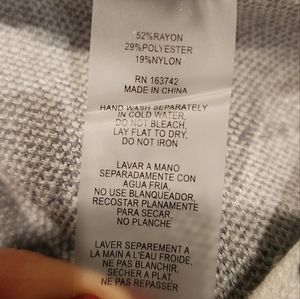 52%RAYON
29%POLYESTER
19%NYLON
RN 163742
MADE IN CHINA
HAND WASH SEPARATELY
IN COLD WATER,
DO NOT BLEACH,
LAY FLAT TO DRY,
DO NOT IRON
LAVAR A MANO
SEPARADAMENTE CON
AGUA FRIA,
NO USE BLANQUEADOR,
RECOSTAR PLANAMENTE
PARA SECAR,
NO PLANCHE
LAVER SEPAREMENT A
LA MAIN A L'EAU FROIDE,
NE PAS BLANCHIR,
SECHER A PLAT,
NE PAS REPASSER